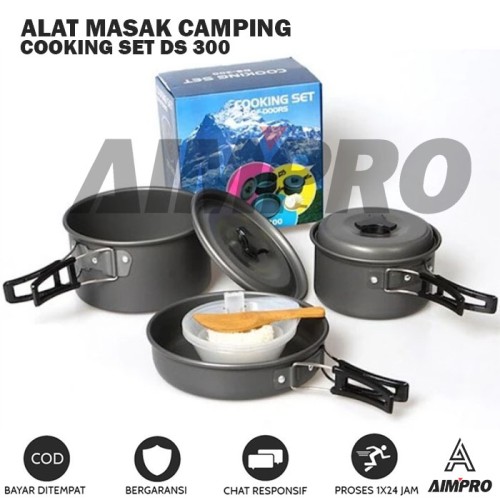 ALAT MASAK CAMPING
COOKING SET DS 300
COOKING SET
AIMPRO
COD
BAYAR DITEMPAT
BERGARANSI
CHAT RESPONSIF
PROSES 1X24 JAM
AIMPRO